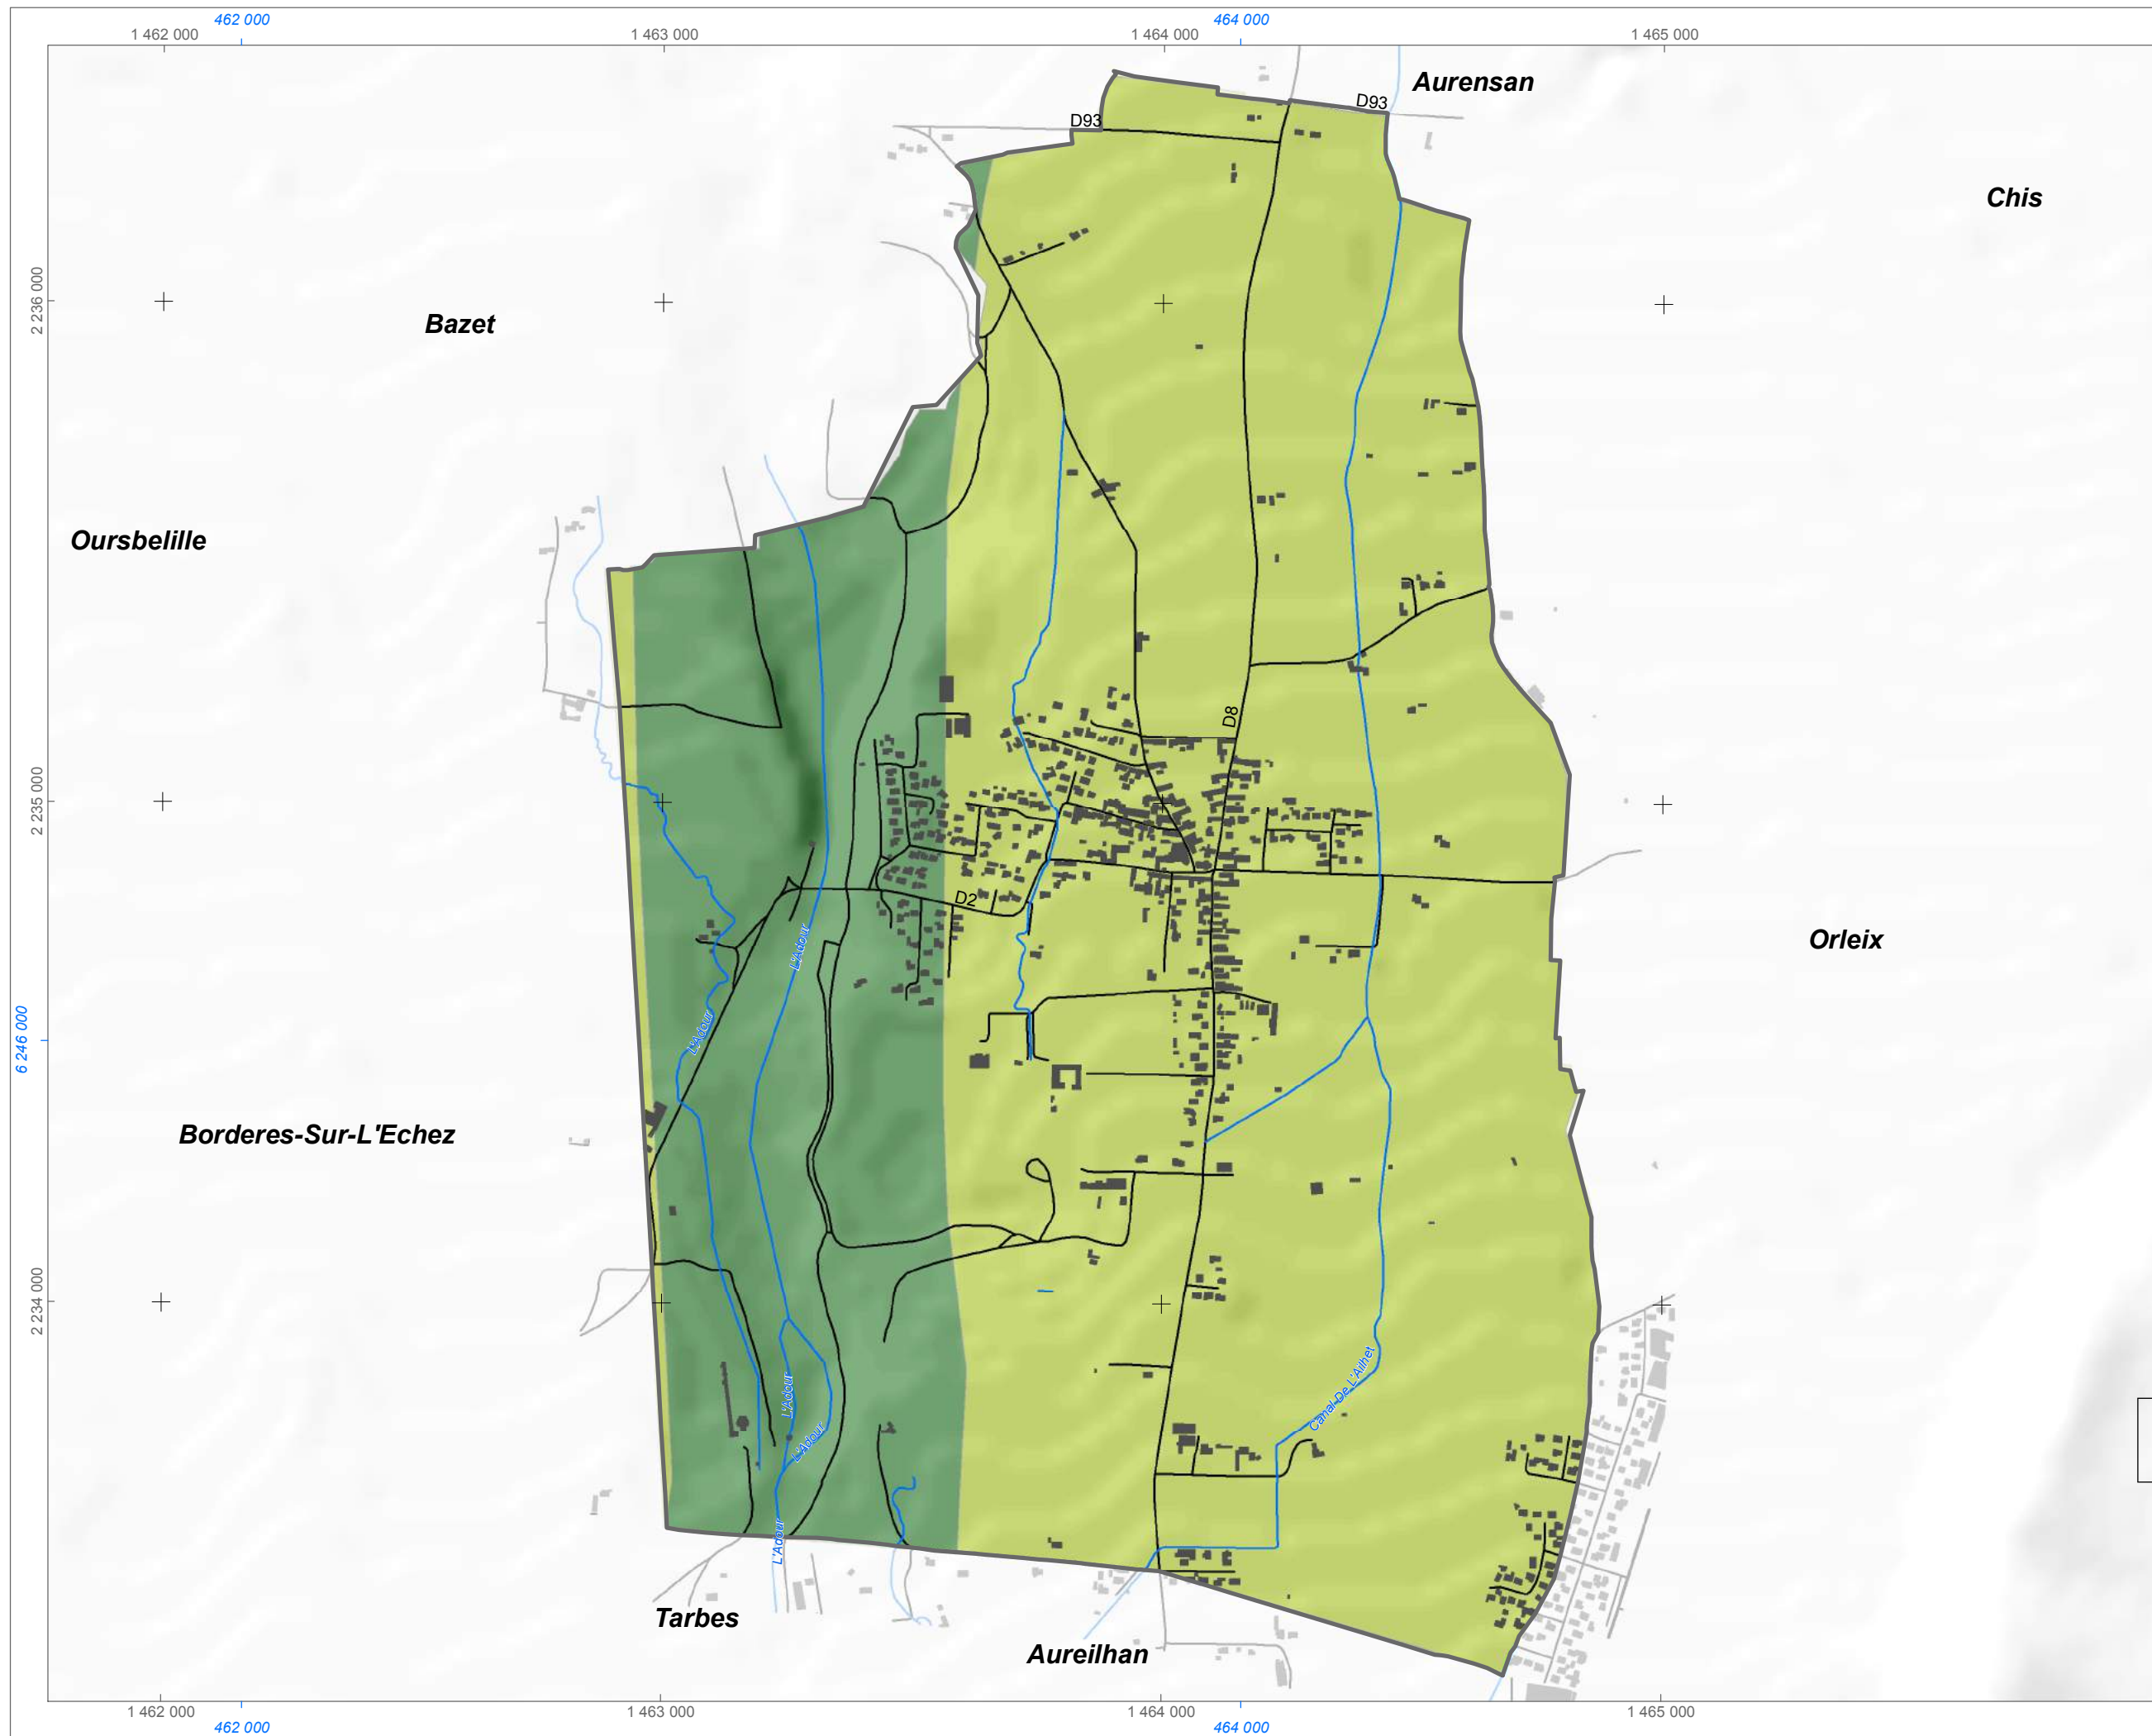 462 000
464 000
1 462 000
1 463 000
1 464 000
1 465 000
Aurensan
D93
D93
Chis
2 236 000
Bazet
Oursbelille
D8
2 235 000
D2
L'Adour
Orleix
L'Adour
6 246 000
Borderes-Sur-L'Echez
2 234 000
Canal De L'Ailhet
L'Adour
L'Adour
L'Adour
Tarbes
Aureilhan
1 462 000
1 463 000
1 464 000
1 465 000
462 000
464 000